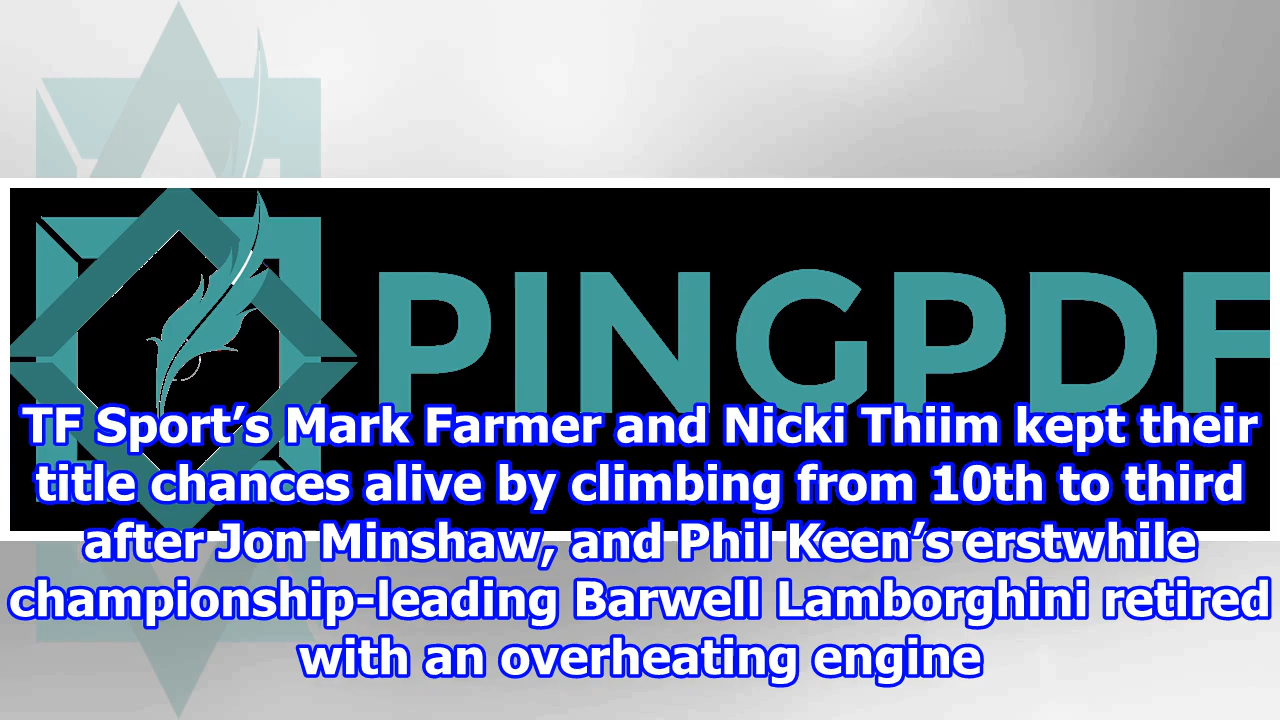 PINGPDF
TF Sport’s Mark Farmer and Nicki Thiim kept their
title chances alive by climbing from 10th to third
after Jon Minshaw, and Phil Keen’s erstwhile
championship-leading Barwell Lamborghini retired
with an overheating engine